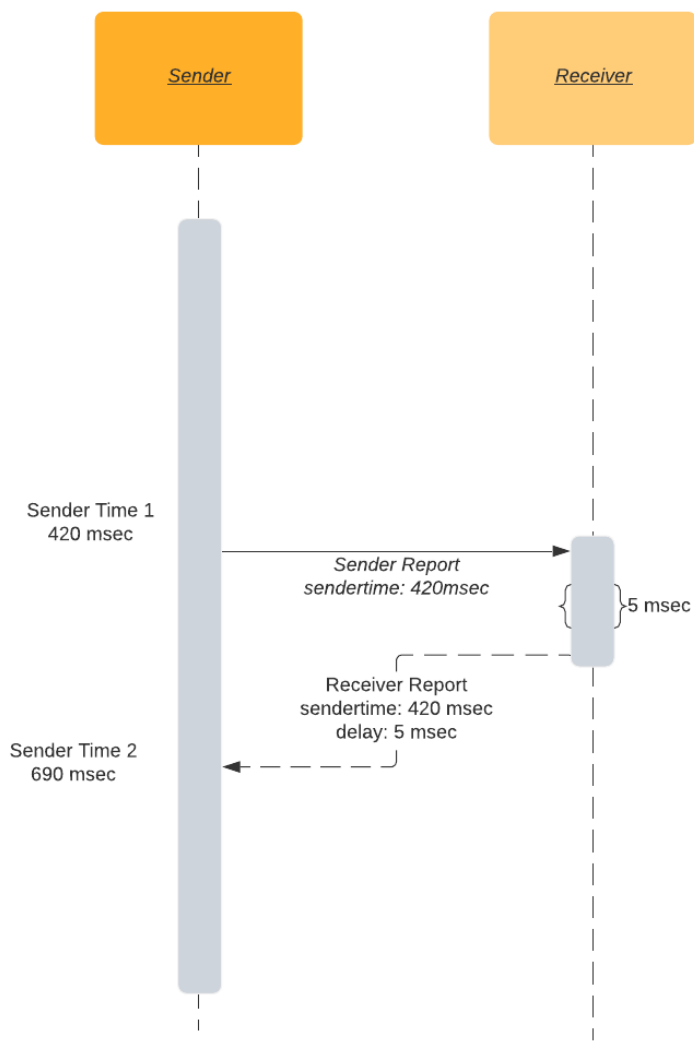 Sender
Receiver
Sender Time 1
420 msec
Sender Report
sendertime: 420msec
5 msec
Receiver Report
sendertime: 420 msec
delay: 5 msec
Sender Time 2
690 msec